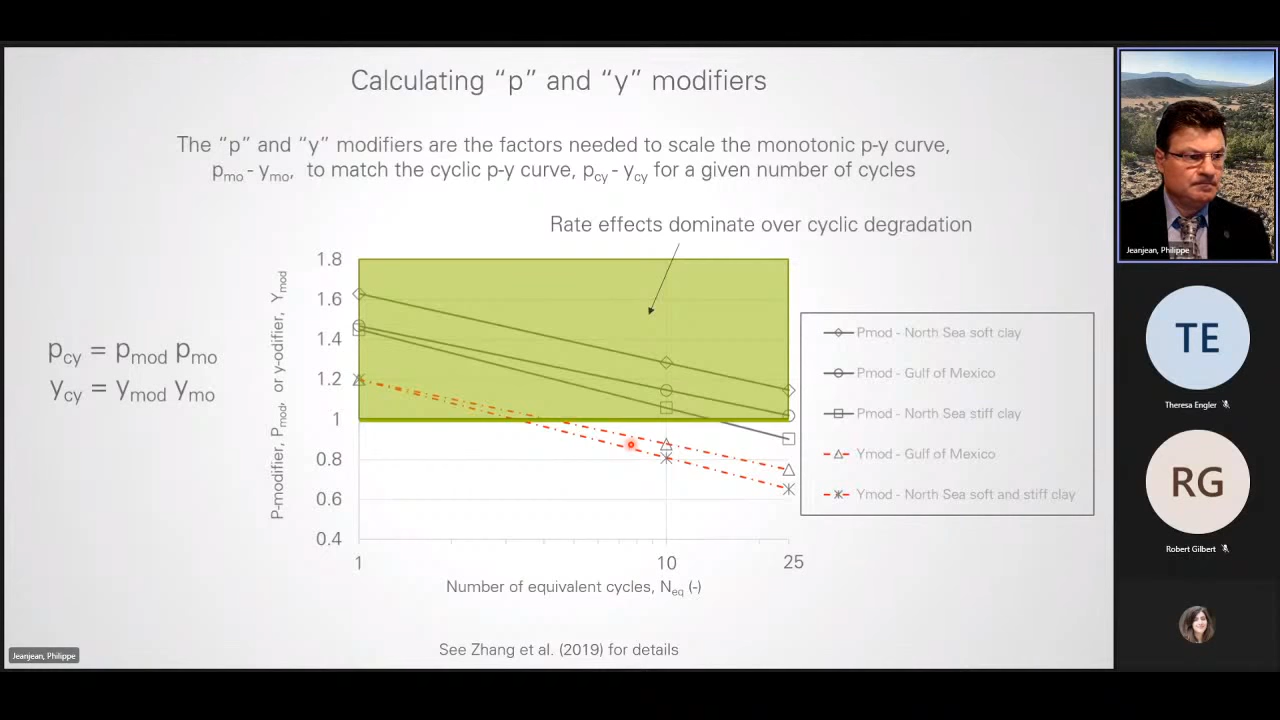 Calculating “p” and “y” modifiers
The “p” and “y” modifiers are the factors needed to scale the monotonic p-y curve,
pmo - ymo, to match the cyclic p-y curve, pcy - ycy for a given number of cycles
Rate effects dominate over cyclic degradation
pcy = pmod pmo
ycy = ymod ymo
P-modifier, Pmod, or y-odifier, Ymod
1.8
1.6
1.4
1.2
1
0.8
0.6
0.4
1
10
25
Number of equivalent cycles, Neq (-)
Pmod - North Sea soft clay
Pmod - Gulf of Mexico
Pmod - North Sea stiff clay
Ymod - Gulf of Mexico
Ymod - North Sea soft and stiff clay
See Zhang et al. (2019) for details
Jeanjean, Philippe
Jeanjean, Philippe
TE
Theresa Engler
RG
Robert Gilbert